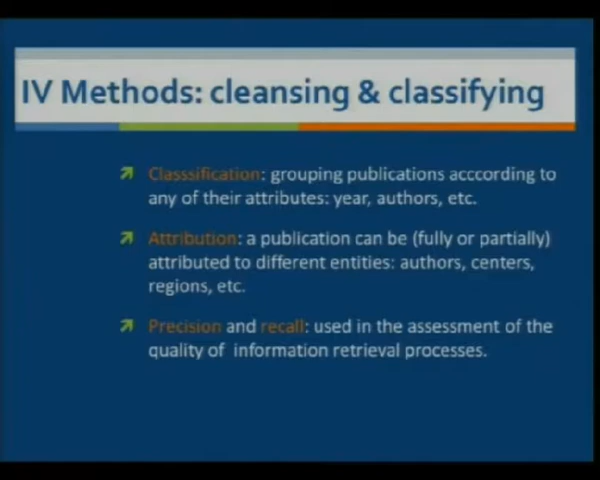 IV Methods: cleansing & classifying
Classsification: grouping publications acccording to
any of their attributes: year, authors, etc.
Attribution: a publication can be (fully or partially)
attributed to different entities: authors, centers,
regions, etc.
Precision and recall: used in the assessment of the
quality of information retrieval processes.